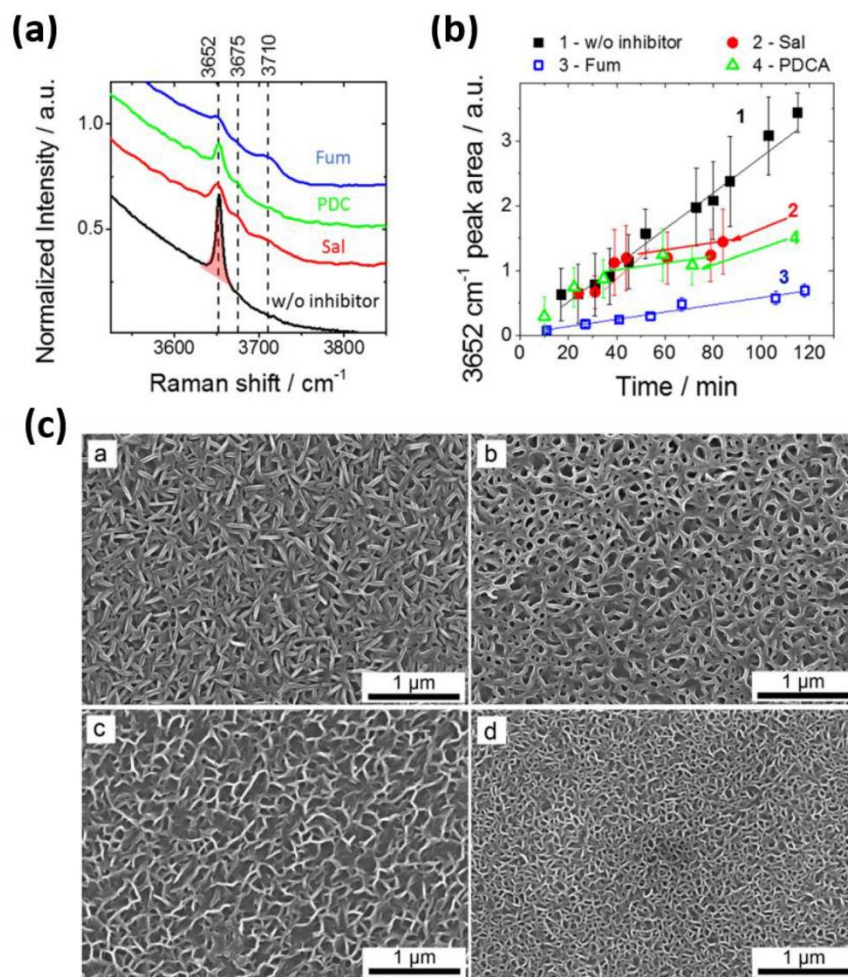 (a)
3652
3675
3710
Normalized Intensity / a.u.
1.0
0.5
Fum
PDC
Sal
w/o inhibitor
3600
3700
3800
Raman shift / cm-1
(b)
1 - w/o inhibitor
2 - Sal
3 - Fum
4 - PDCA
3652 cm-1 peak area / a.u.
3
2
1
0
1
2
4
3
0
20
40
60
80
100
120
Time / min
(c)
a
1 µm
b
1 µm
c
1 µm
d
1 µm